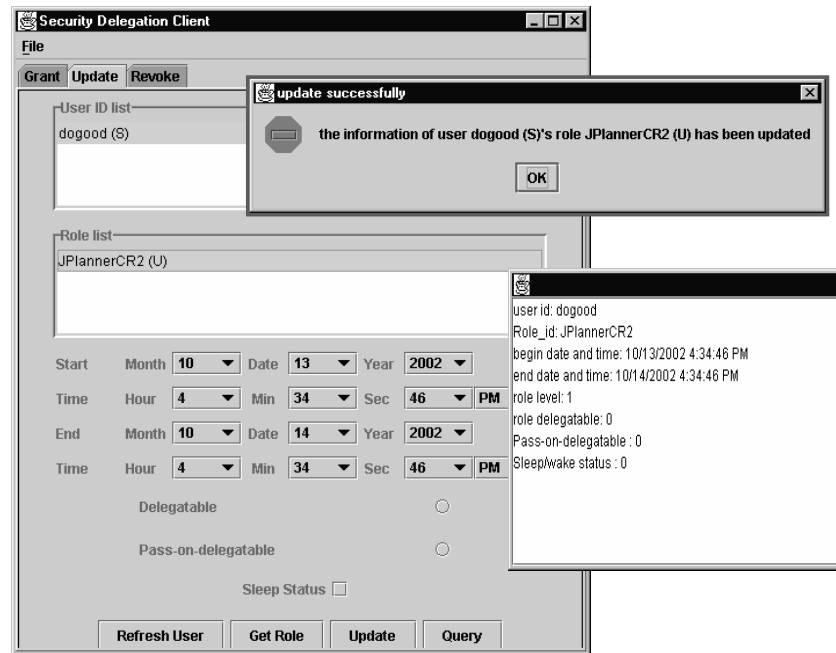 Security Delegation Client
File
Grant Update Revoke
User ID list
dogood (S)
update successfully
the information of user dogood (S)'s role JPlannerCR2 (U) has been updated
OK
Role list
JPlannerCR2 (U)
Start Month 10 Date 13 Year 2002
Time Hour 4 Min 34 Sec 46 PM
End Month 10 Date 14 Year 2002
Time Hour 4 Min 34 Sec 46 PM
Delegatable
Pass-on-delegatable
Sleep Status
Refresh User Get Role Update Query
user id: dogood
Role_id: JPlannerCR2
begin date and time: 10/13/2002 4:34:46 PM
end date and time: 10/14/2002 4:34:46 PM
role level: 1
role delegatable: 0
Pass-on-delegatable : 0
Sleep/wake status : 0